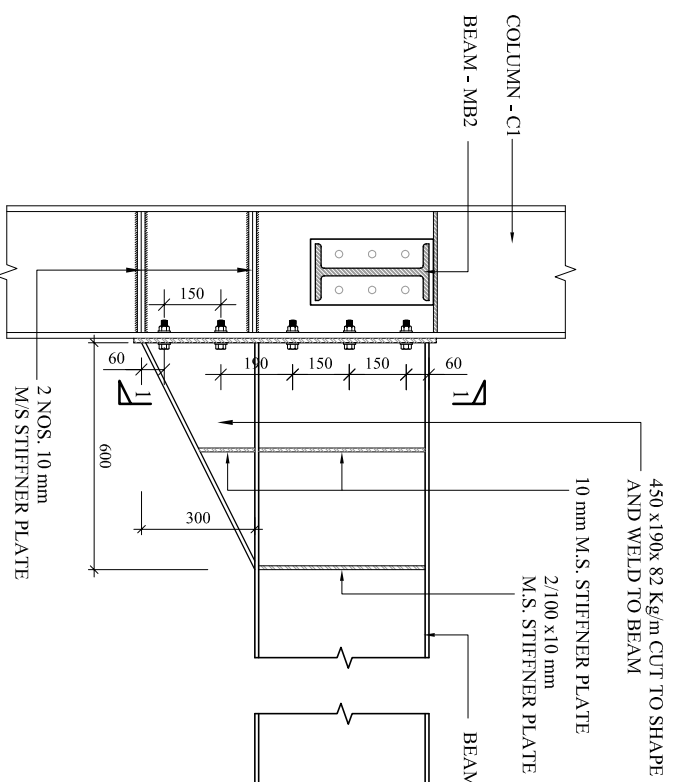 COLUMN - C1
BEAM - MB2
450 x190x 82 Kg/m CUT TO SHAPE
AND WELD TO BEAM
10 mm M.S. STIFFNER PLATE
2/100 x10 mm
M.S. STIFFNER PLATE
BEAM
150
60
190
150
150
60
1
1
600
300
2 NOS. 10 mm
M/S STIFFNER PLATE